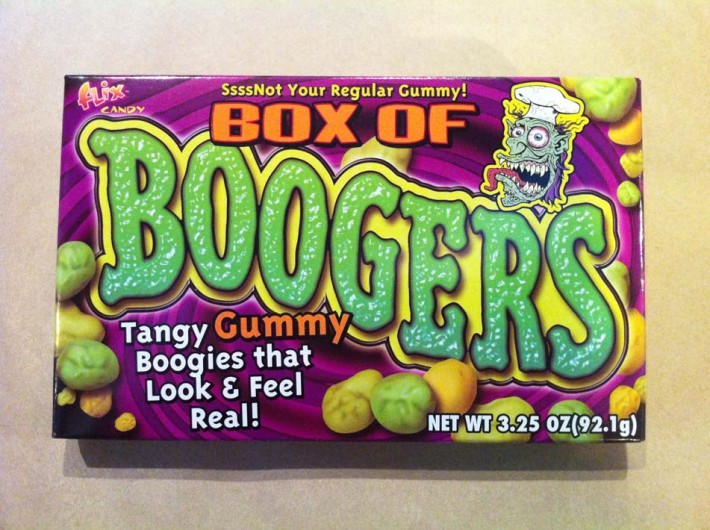 flix
CANDY
SsssNot Your Regular Gummy!
BOX OF
BOOGERS
Tangy Gummy
Boogies that
Look & Feel
Real!
NET WT 3.25 OZ(92.1g)